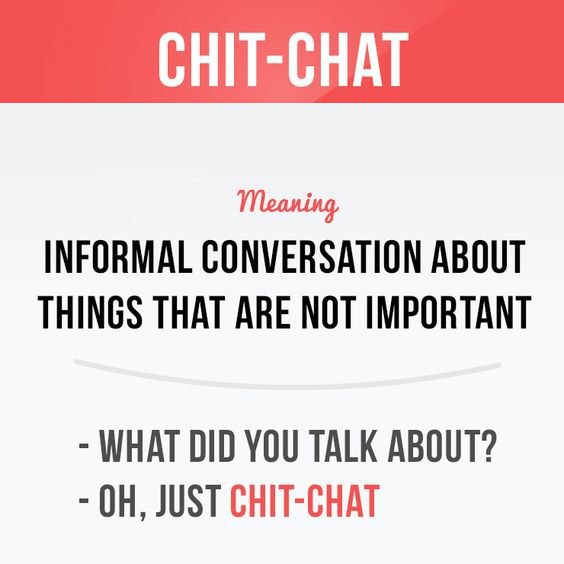 CHIT-CHAT
Meaning
INFORMAL CONVERSATION ABOUT
THINGS THAT ARE NOT IMPORTANT
- WHAT DID YOU TALK ABOUT?
- OH, JUST CHIT-CHAT